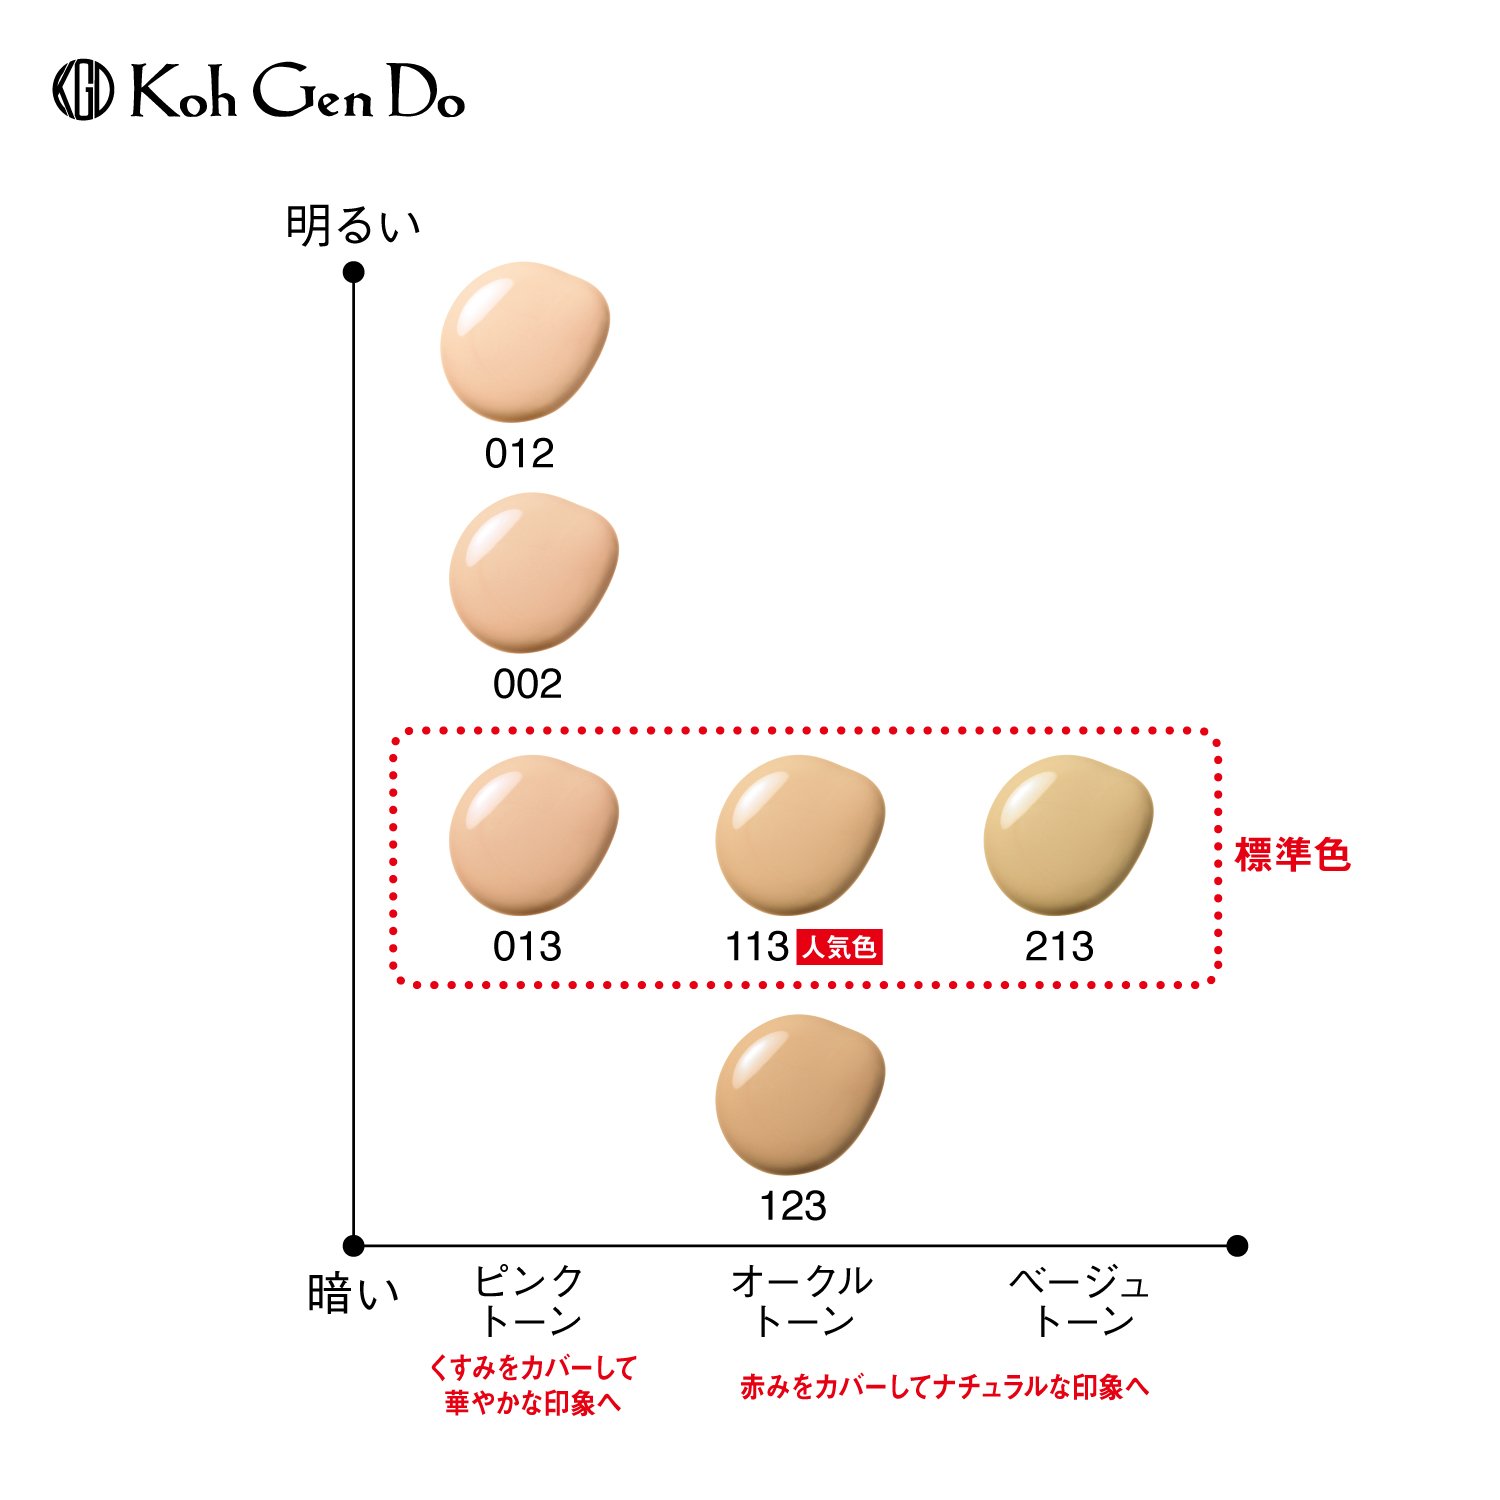 KGD Koh Gen Do
明るい
012
002
013
113 人気色
213
標準色
123
暗い
ピンク
トーン
オークル
トーン
ベージュ
トーン
くすみをカバーして
華やかな印象へ
赤みをカバーしてナチュラルな印象へ